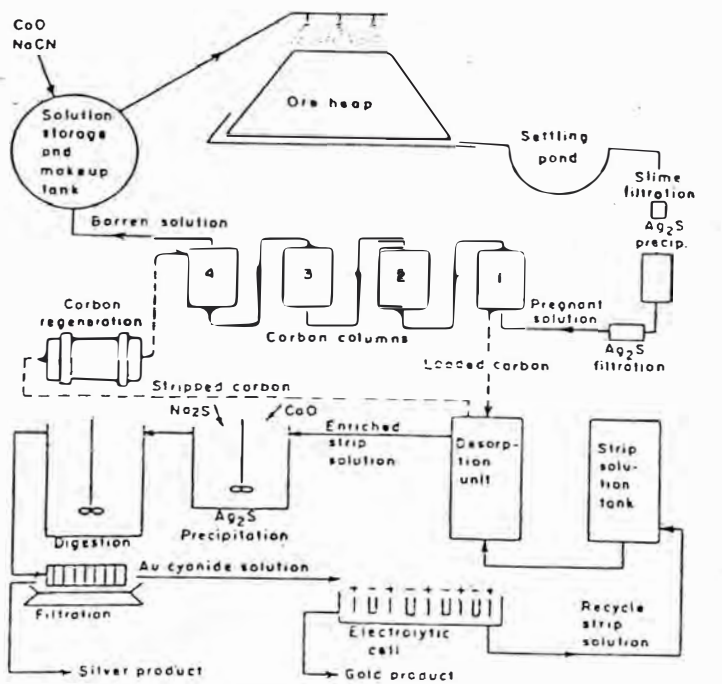 CaO
NaCN
Solution
storage
and
makeup
tank
Ore heap
Settling
pond
Slime
filtration
Ag2S
precip.
Barren solution
4
3
2
1
Pregnant
solution
Ag2S
filtration
Carbon
regeneration
Carbon columns
Loaded carbon
Stripped carbon
Na2S
CaO
Enriched
strip
solution
Desorp-
tion
unit
Strip
solu-
tion
tank
Digestion
Ag2S
Precipitation
Au cyanide solution
Filtration
+ - + - + - + - +
Electrolytic
cell
Recycle
strip
solution
Silver product
Gold product